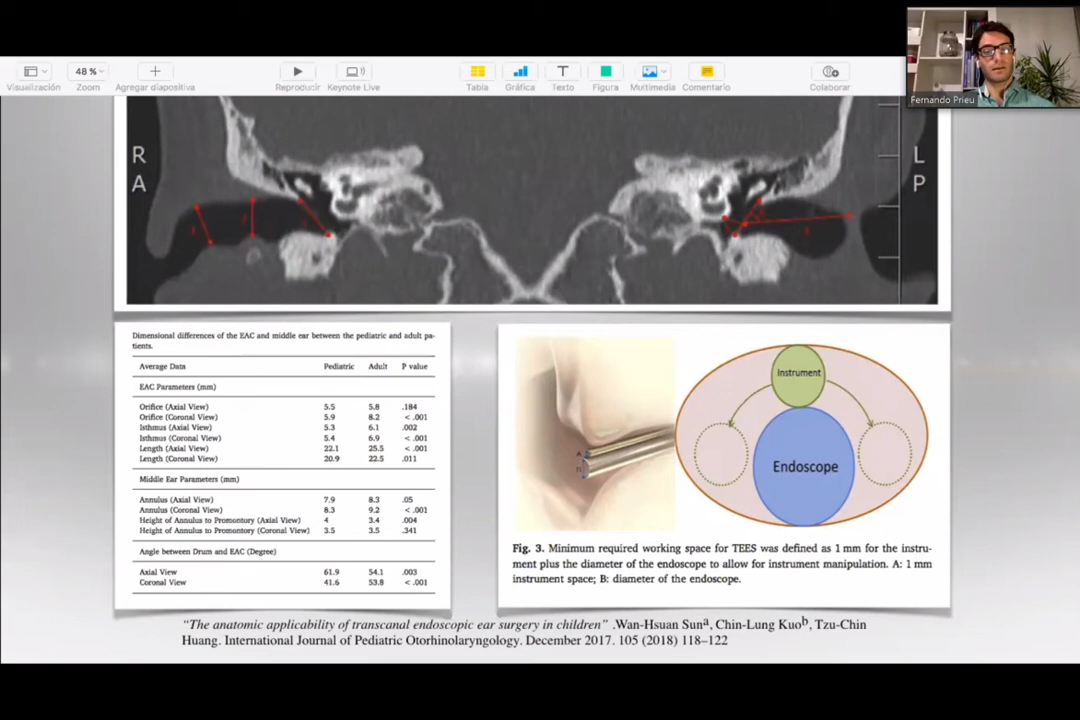 Fernando Prieu
48 %
Visualización Zoom Agregar diapositiva Reproducir Keynote Live Tabla Gráfica Texto Figura Multimedia Comentario Colaborar
R
A
L
P
Dimensional differences of the EAC and middle ear between the pediatric and adult pa-
tients.
Average Data Pediatric Adult P value
EAC Parameters (mm)
Orifice (Axial View) 5.5 5.8 .184
Orifice (Coronal View) 5.9 8.2 < .001
Isthmus (Axial View) 5.3 6.1 .002
Isthmus (Coronal View) 5.4 6.9 < .001
Length (Axial View) 22.1 25.5 < .001
Length (Coronal View) 20.9 22.5 .011
Middle Ear Parameters (mm)
Annulus (Axial View) 7.9 8.3 .05
Annulus (Coronal View) 8.3 9.2 < .001
Height of Annulus to Promontory (Axial View) 4 3.4 .004
Height of Annulus to Promontory (Coronal View) 3.5 3.5 .341
Angle between Drum and EAC (Degree)
Axial View 61.9 54.1 .003
Coronal View 41.6 53.8 < .001
Instrument
Endoscope
A
Fig. 3. Minimum required working space for TEES was defined as 1 mm for the instru-
ment plus the diameter of the endoscope to allow for instrument manipulation. A: 1 mm
instrument space; B: diameter of the endoscope.
“The anatomic applicability of transcanal endoscopic ear surgery in children” .Wan-Hsuan Sunª, Chin-Lung Kuoᵇ, Tzu-Chin
Huang. International Journal of Pediatric Otorhinolaryngology. December 2017. 105 (2018) 118–122